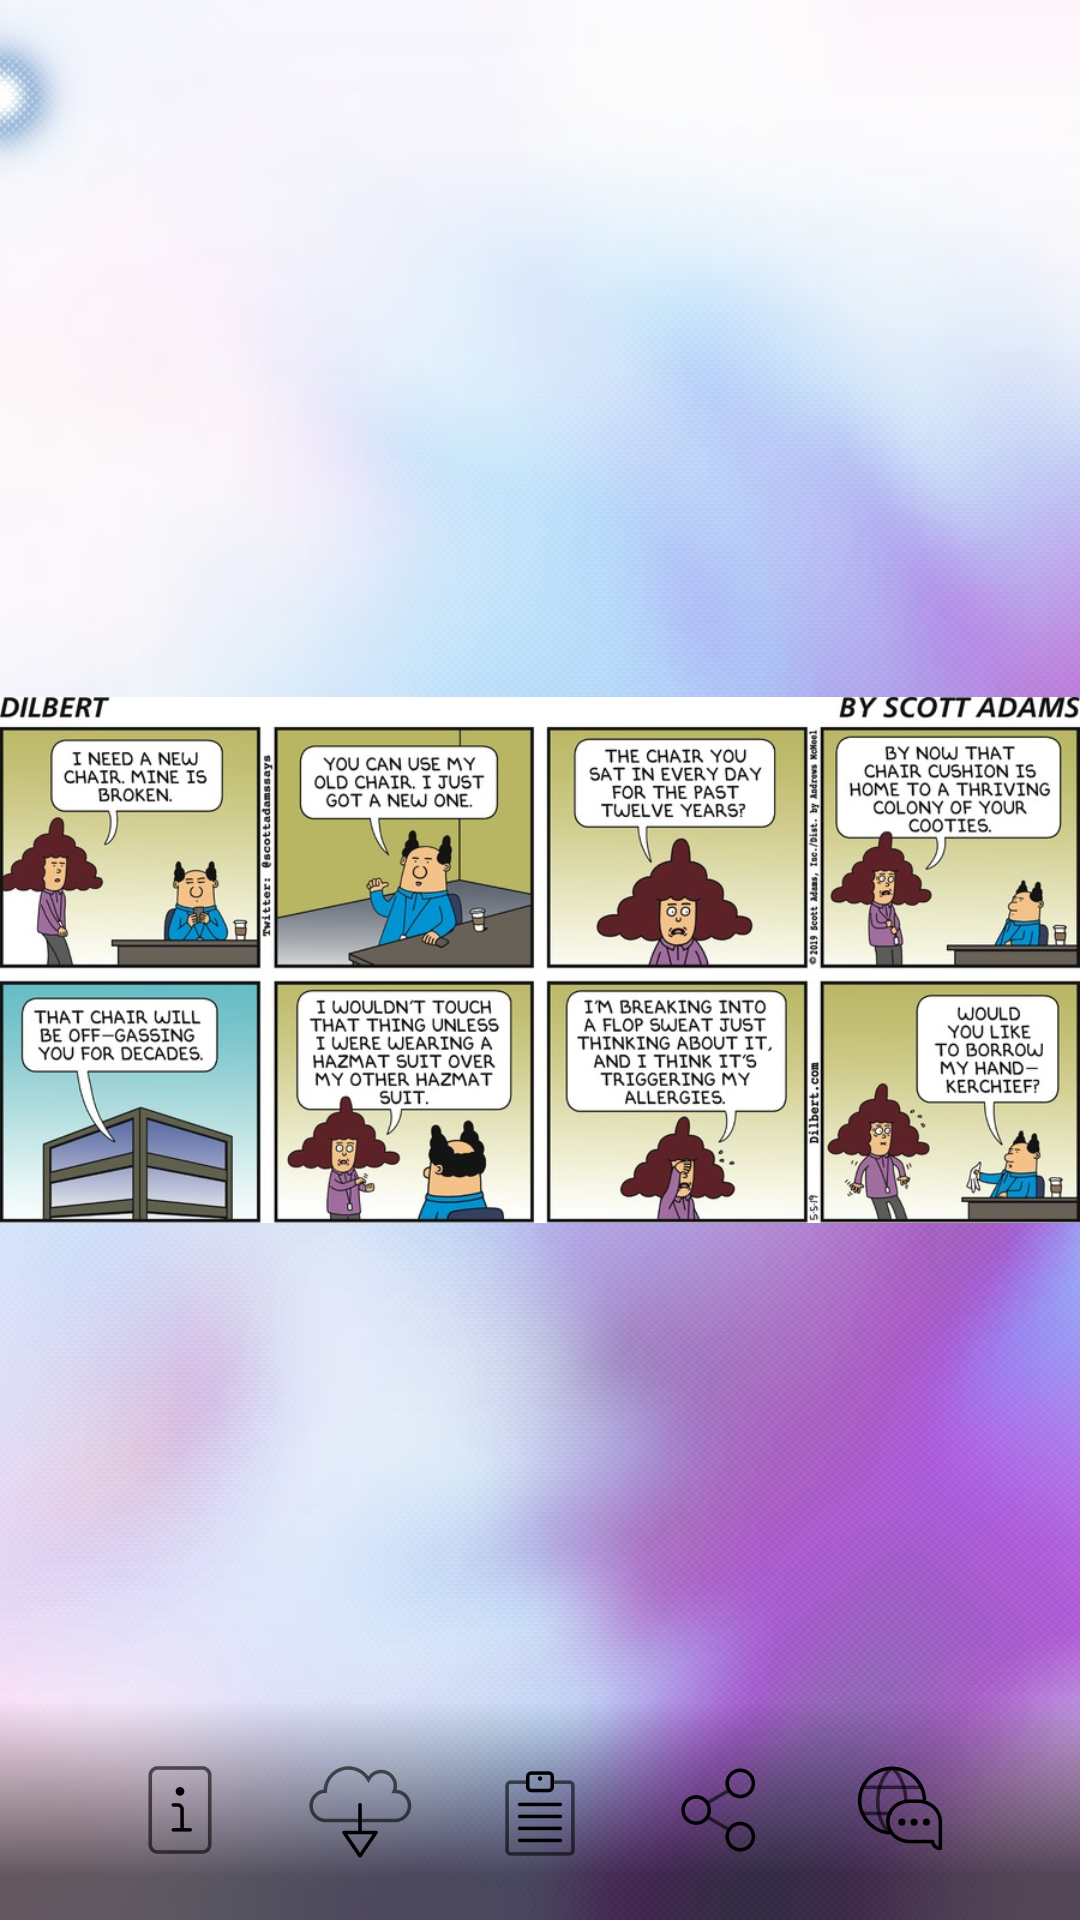 DILBERT
BY SCOTT ADAMS
I NEED A NEW
CHAIR. MINE IS
BROKEN.
Twitter: @scottadamssays
YOU CAN USE MY
OLD CHAIR. I JUST
GOT A NEW ONE.
THE CHAIR YOU
SAT IN EVERY DAY
FOR THE PAST
TWELVE YEARS?
©2019 Scott Adams, Inc./Dist. by Andrews McMeel
BY NOW THAT
CHAIR CUSHION IS
HOME TO A THRIVING
COLONY OF YOUR
COOTIES.
THAT CHAIR WILL
BE OFF-GASSING
YOU FOR DECADES.
I WOULDN'T TOUCH
THAT THING UNLESS
I WERE WEARING A
HAZMAT SUIT OVER
MY OTHER HAZMAT
SUIT.
I'M BREAKING INTO
A FLOP SWEAT JUST
THINKING ABOUT IT,
AND I THINK IT'S
TRIGGERING MY
ALLERGIES.
5-5-19
Dilbert.com
WOULD
YOU LIKE
TO BORROW
MY HAND-
KERCHIEF?